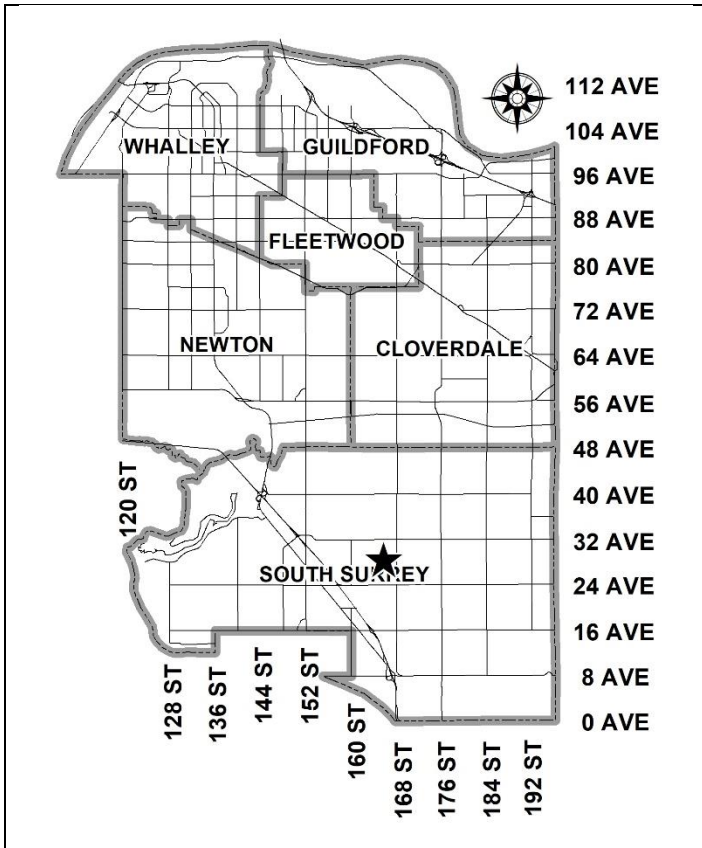 112 AVE
104 AVE
WHALLEY
GUILDFORD
96 AVE
88 AVE
FLEETWOOD
80 AVE
72 AVE
NEWTON
CLOVERDALE
64 AVE
56 AVE
48 AVE
120 ST
40 AVE
32 AVE
SOUTH SURREY
24 AVE
16 AVE
128 ST
136 ST
144 ST
152 ST
160 ST
8 AVE
0 AVE
168 ST
176 ST
184 ST
192 ST